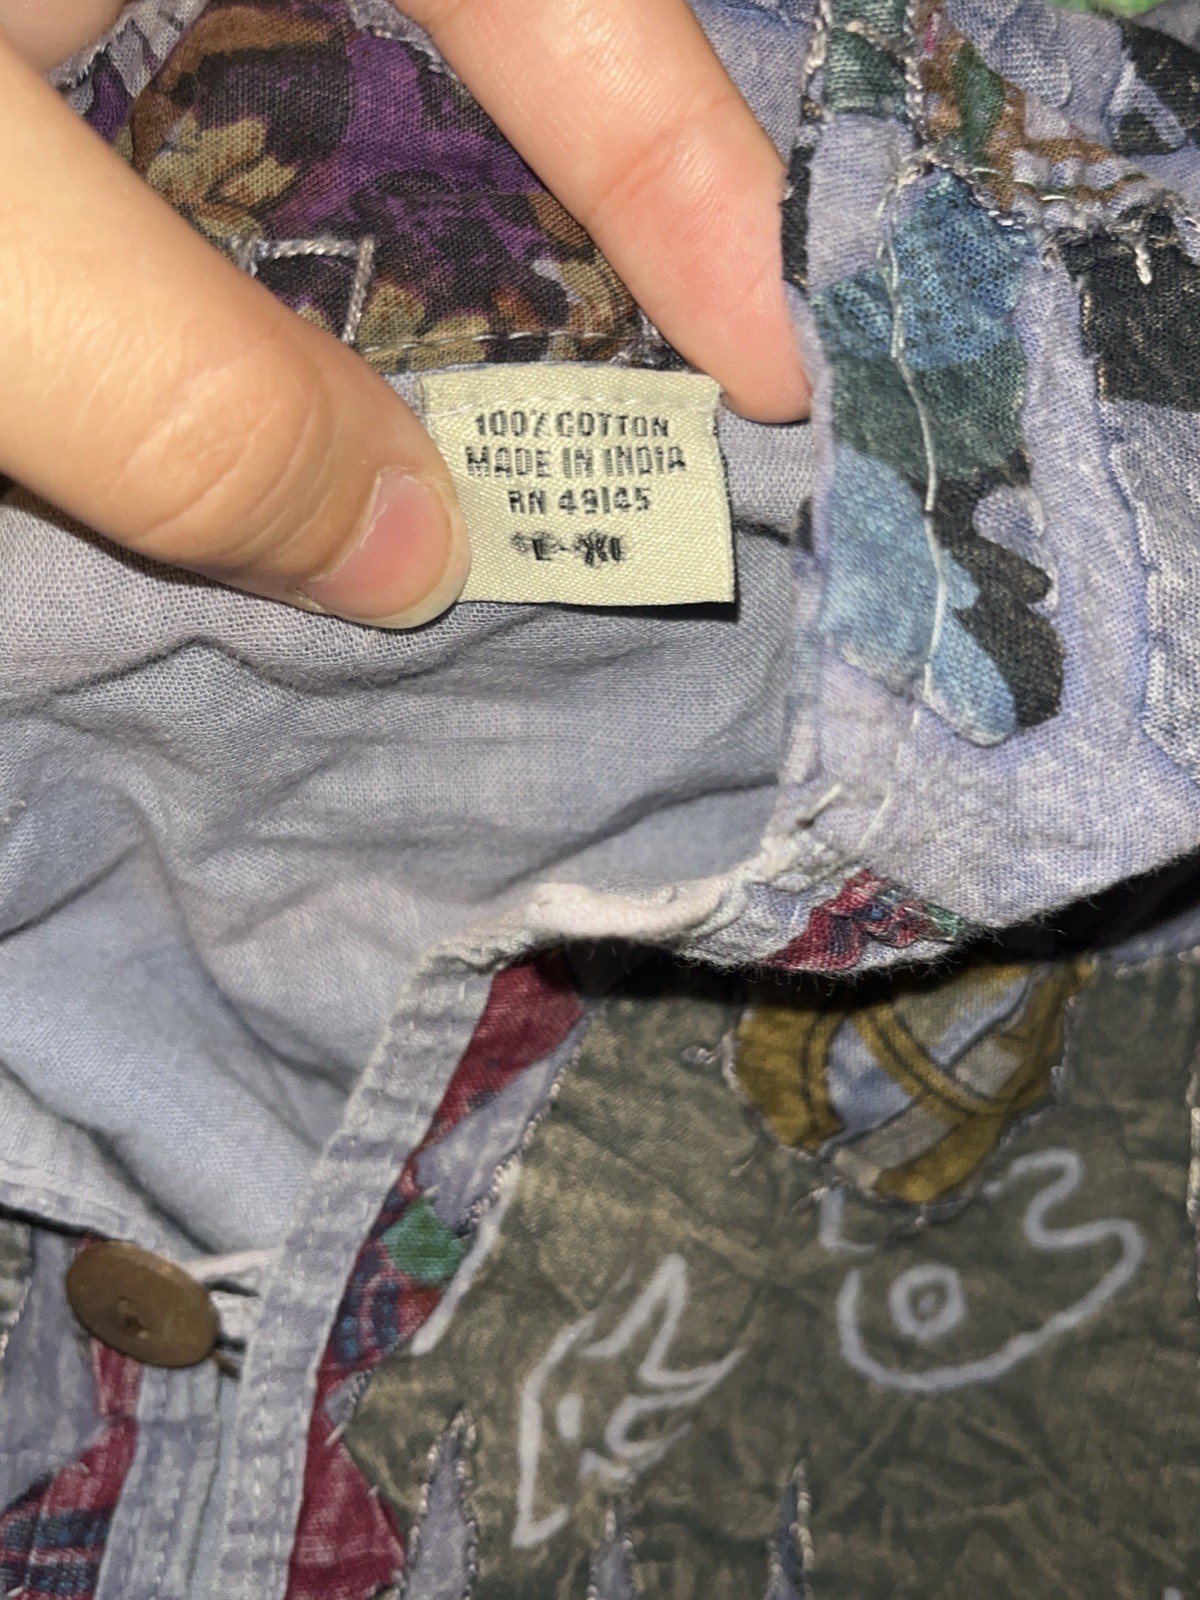 100% COTTON
MADE IN INDIA
RN 49145